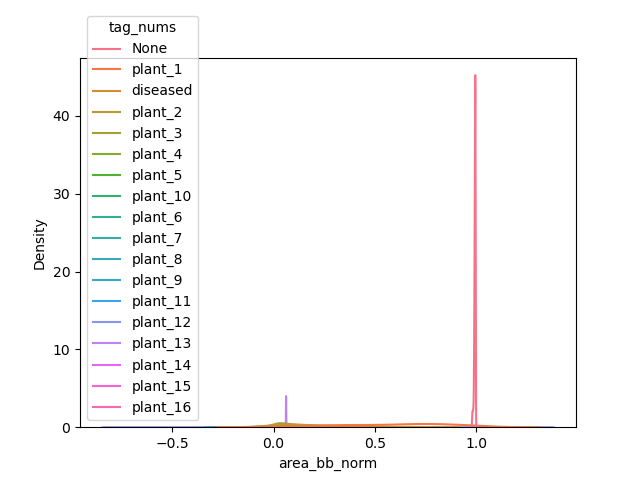 tag_nums
None
plant_1
diseased
plant_2
plant_3
plant_4
plant_5
plant_10
plant_6
plant_7
plant_8
plant_9
plant_11
plant_12
plant_13
plant_14
plant_15
plant_16
40
30
20
10
0
Density
−0.5
0.0
0.5
1.0
area_bb_norm